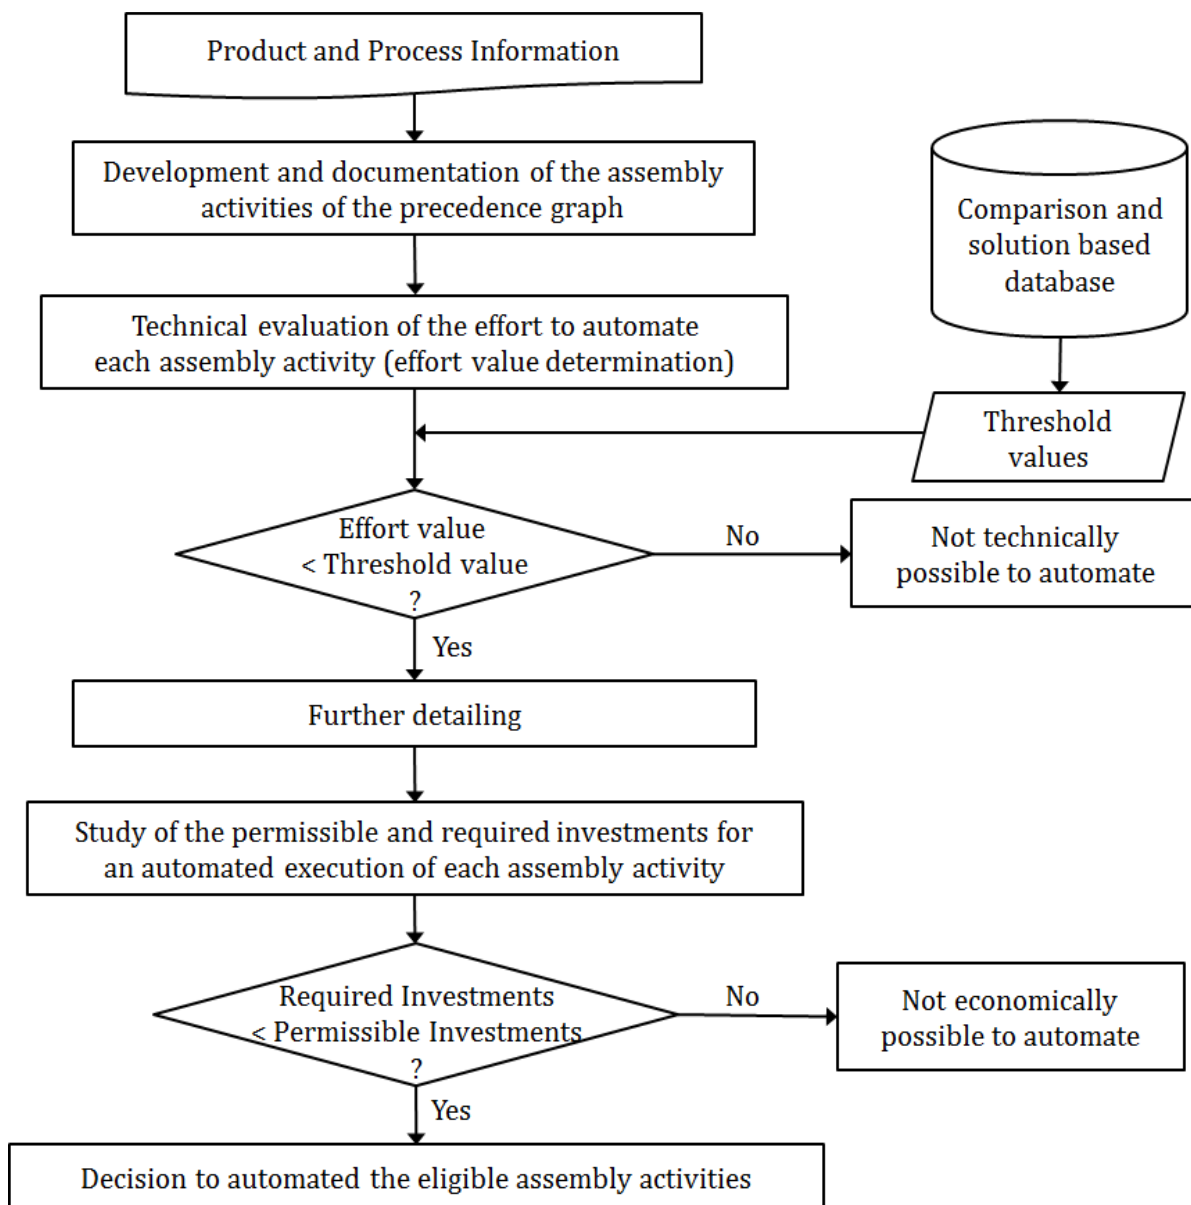 Product and Process Information
Development and documentation of the assembly
activities of the precedence graph
Comparison and
solution based
database
Technical evaluation of the effort to automate
each assembly activity (effort value determination)
Threshold
values
Effort value
< Threshold value
?
No
Not technically
possible to automate
Yes
Further detailing
Study of the permissible and required investments for
an automated execution of each assembly activity
Required Investments
< Permissible Investments
?
No
Not economically
possible to automate
Yes
Decision to automated the eligible assembly activities